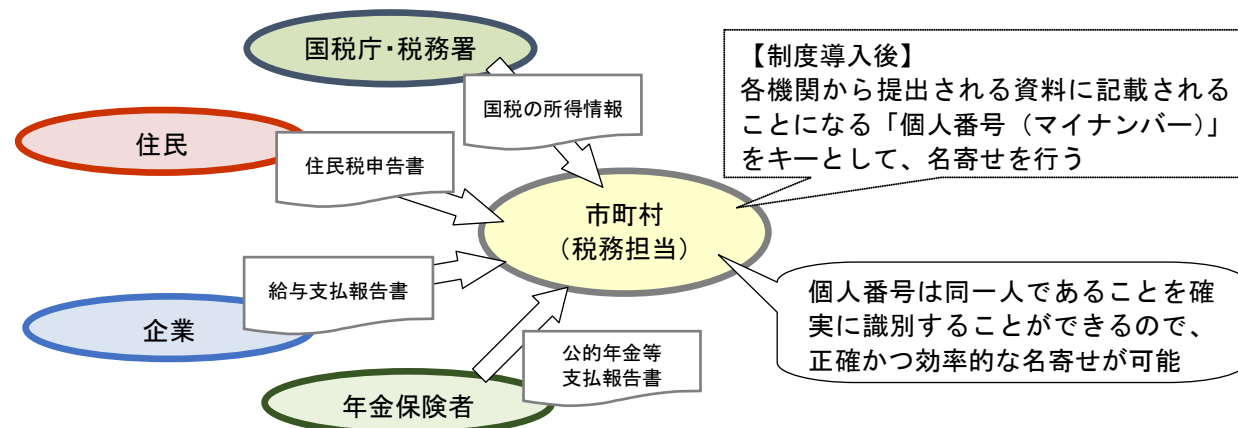 国税庁・税務署
国税の所得情報
住民
住民税申告書
市町村
（税務担当）
給与支払報告書
企業
公的年金等
支払報告書
年金保険者
【制度導入後】
各機関から提出される資料に記載される
ことになる「個人番号（マイナンバー）」
をキーとして、名寄せを行う
個人番号は同一人であることを確
実に識別することができるので、
正確かつ効率的な名寄せが可能